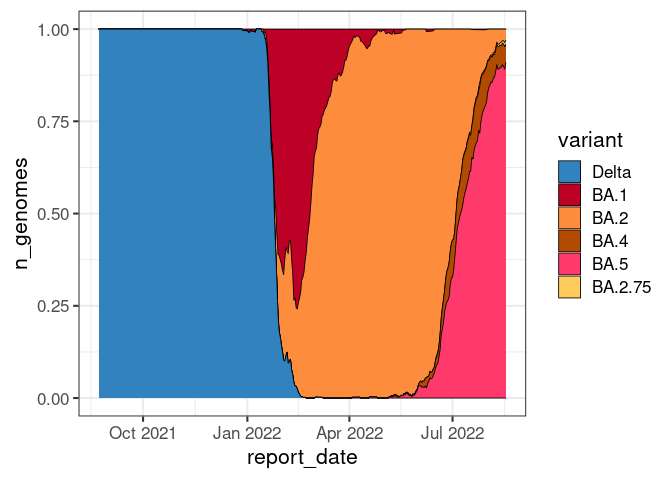 1.00
0.75
0.50
0.25
0.00
n_genomes
Oct 2021
Jan 2022
Apr 2022
Jul 2022
report_date
variant
Delta
BA.1
BA.2
BA.4
BA.5
BA.2.75